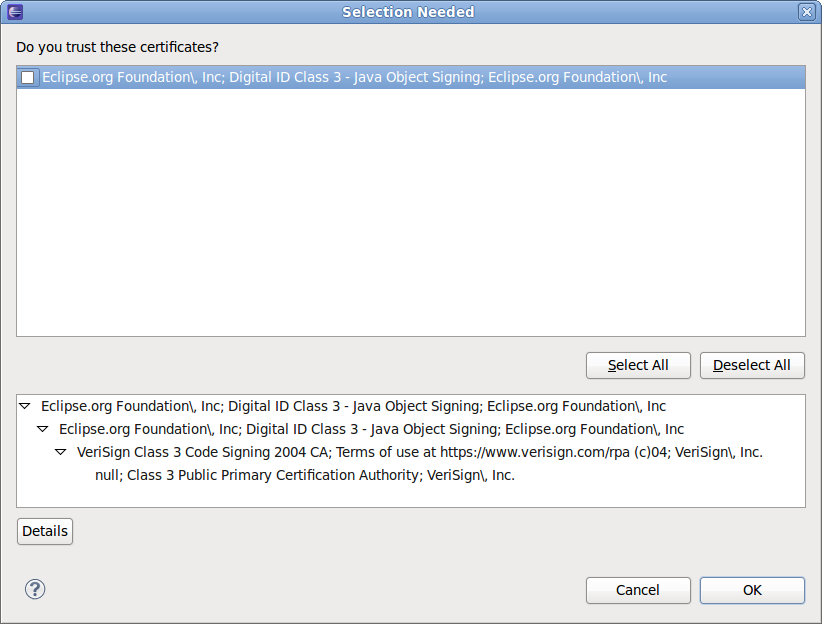 Selection Needed
Do you trust these certificates?
Eclipse.org Foundation\, Inc; Digital ID Class 3 - Java Object Signing; Eclipse.org Foundation\, Inc
Select All
Deselect All
Eclipse.org Foundation\, Inc; Digital ID Class 3 - Java Object Signing; Eclipse.org Foundation\, Inc
Eclipse.org Foundation\, Inc; Digital ID Class 3 - Java Object Signing; Eclipse.org Foundation\, Inc
VeriSign Class 3 Code Signing 2004 CA; Terms of use at https://www.verisign.com/rpa (c)04; VeriSign\, Inc.
null; Class 3 Public Primary Certification Authority; VeriSign\, Inc.
Details
?
Cancel
OK